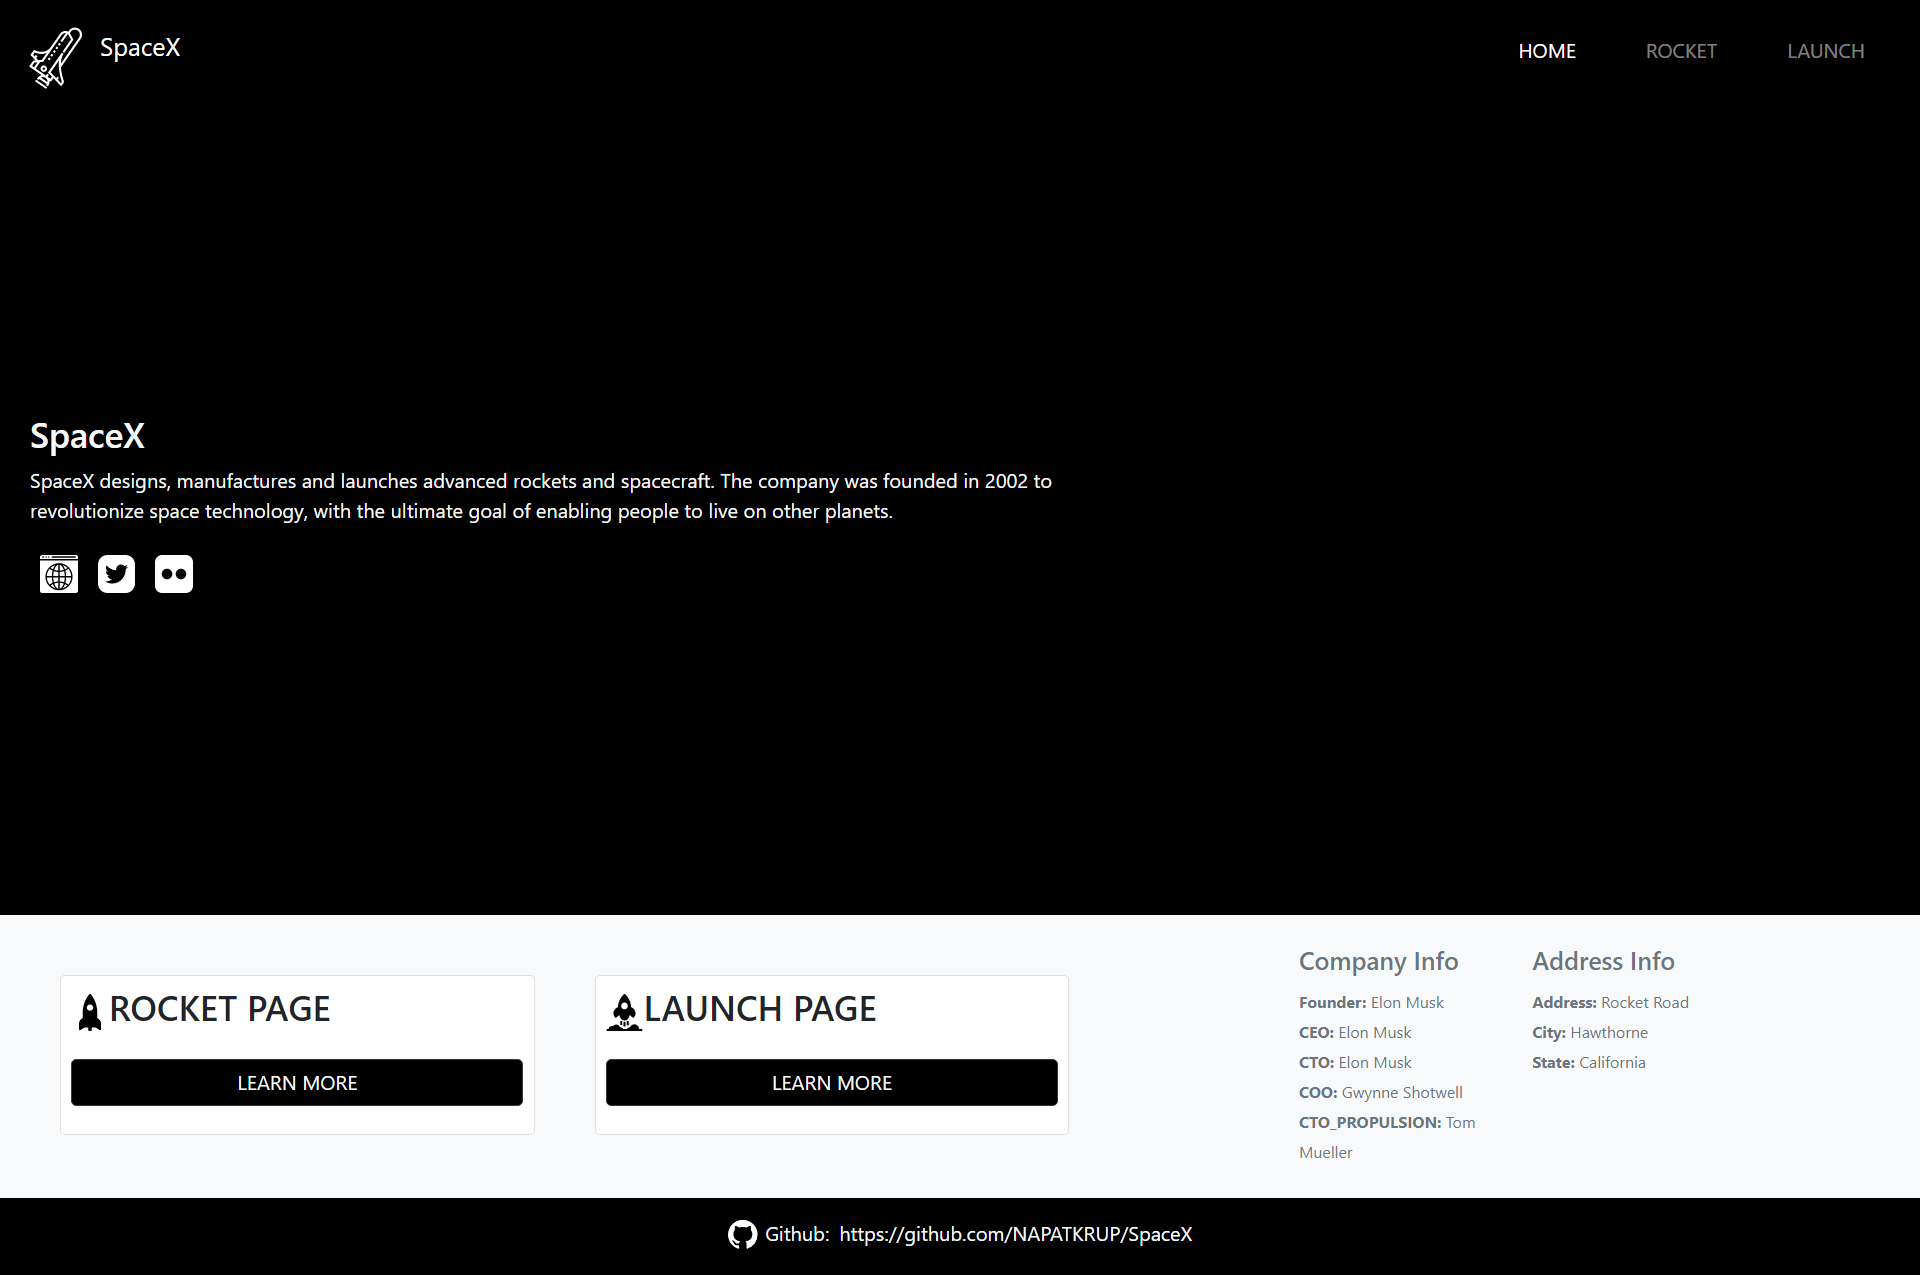 SpaceX
HOME
ROCKET
LAUNCH
SpaceX
SpaceX designs, manufactures and launches advanced rockets and spacecraft. The company was founded in 2002 to
revolutionize space technology, with the ultimate goal of enabling people to live on other planets.
ROCKET PAGE
LEARN MORE
LAUNCH PAGE
LEARN MORE
Company Info
Founder: Elon Musk
CEO: Elon Musk
CTO: Elon Musk
COO: Gwynne Shotwell
CTO_PROPULSION: Tom
Mueller
Address Info
Address: Rocket Road
City: Hawthorne
State: California
Github: https://github.com/NAPATKRUP/SpaceX